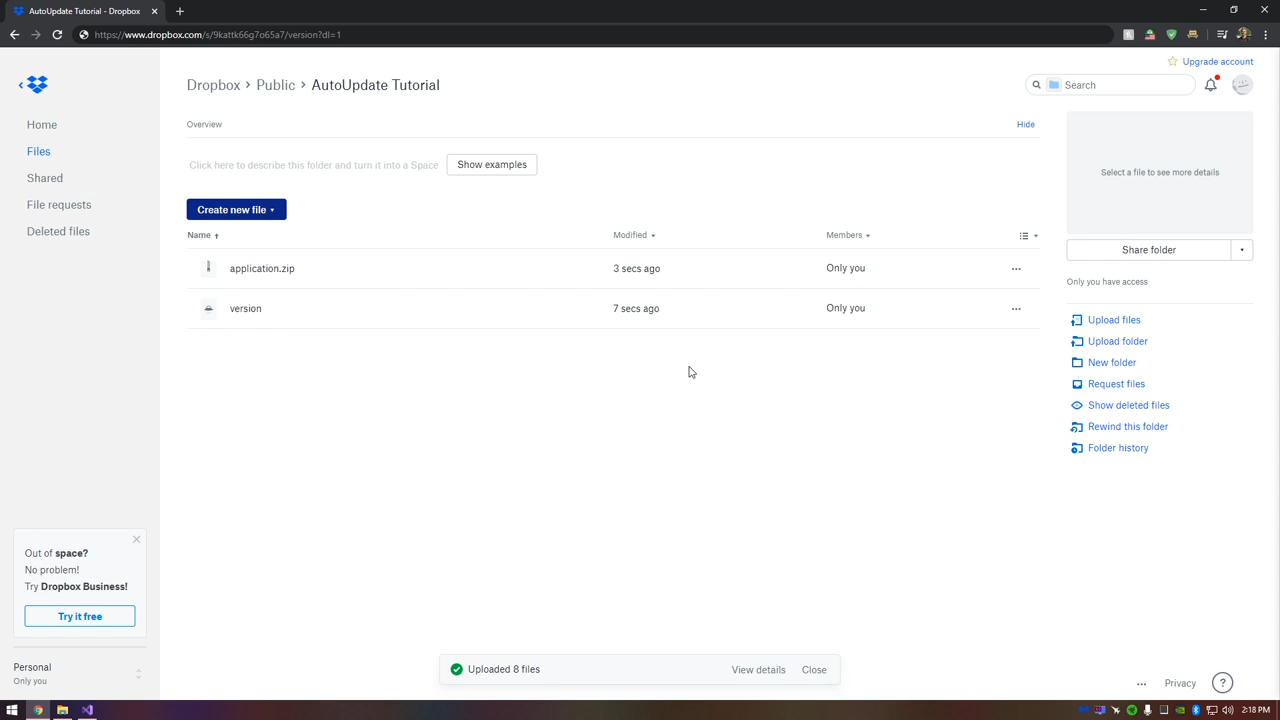 AutoUpdate Tutorial - Dropbox
https://www.dropbox.com/s/9kattk66g7o65a7/version?dl=1
Upgrade account
Dropbox > Public > AutoUpdate Tutorial
Search
Home
Files
Shared
File requests
Deleted files
Overview
Hide
Click here to describe this folder and turn it into a Space
Show examples
Create new file
Name
Modified
Members
application.zip
3 secs ago
Only you
version
7 secs ago
Only you
Select a file to see more details
Share folder
Only you have access
Upload files
Upload folder
New folder
Request files
Show deleted files
Rewind this folder
Folder history
Out of space?
No problem!
Try Dropbox Business!
Try it free
Personal
Only you
Uploaded 8 files
View details
Close
Privacy
?
2:18 PM